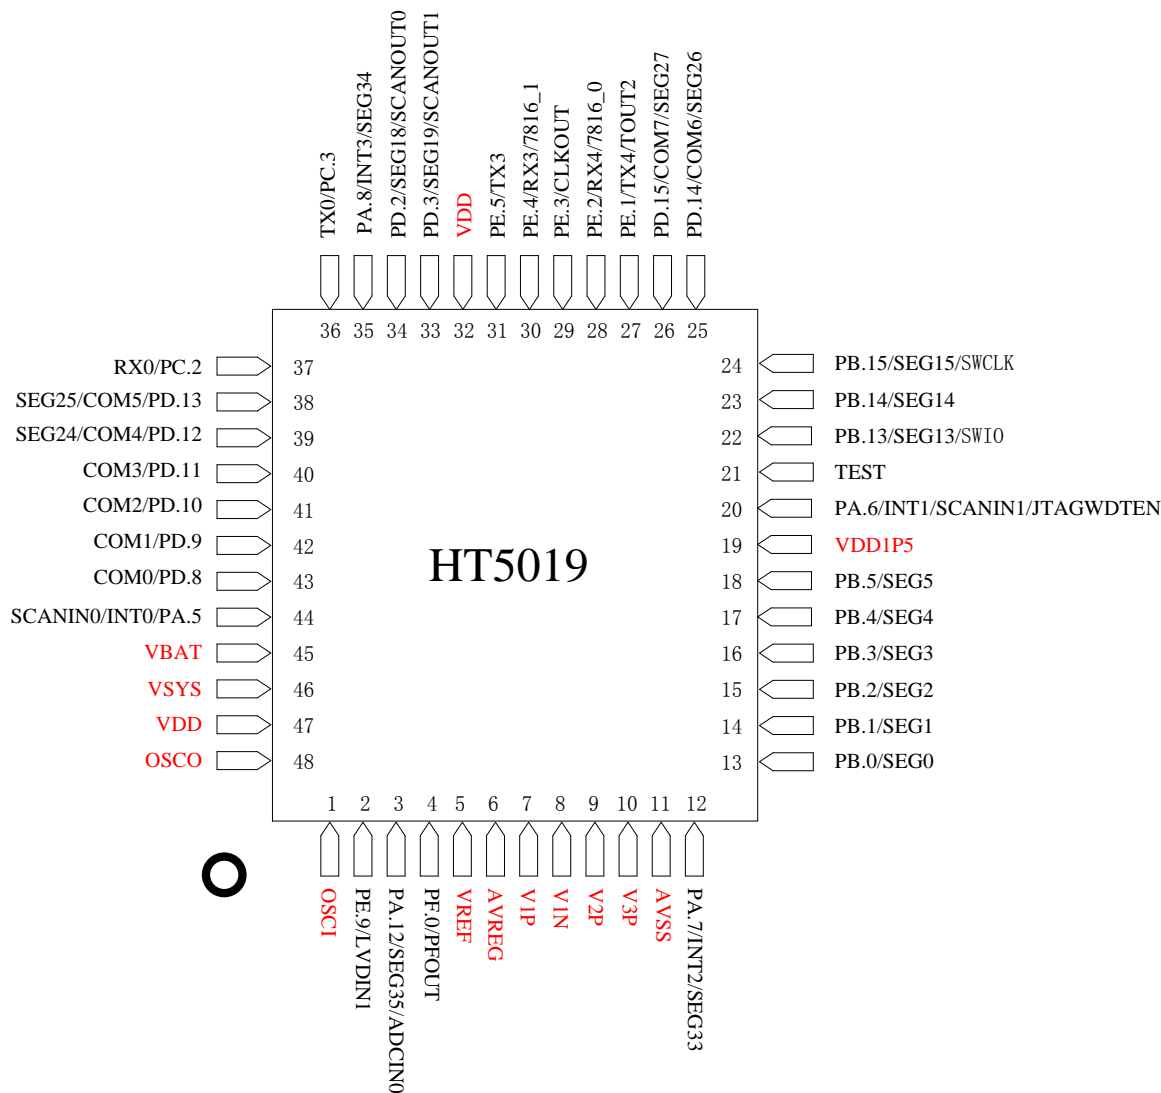 TX0/PC.3
PA.8/INT3/SEG34
PD.2/SEG18/SCANOUT0
PD.3/SEG19/SCANOUT1
VDD
PE.5/TX3
PE.4/RX3/7816_1
PE.3/CLKOUT
PE.2/RX4/7816_0
PE.1/TX4/TOUT2
PD.15/COM7/SEG27
PD.14/COM6/SEG26
36 35 34 33 32 31 30 29 28 27 26 25
RX0/PC.2 37
SEG25/COM5/PD.13 38
SEG24/COM4/PD.12 39
COM3/PD.11 40
COM2/PD.10 41
COM1/PD.9 42
COM0/PD.8 43
SCANIN0/INT0/PA.5 44
VBAT 45
VSYS 46
VDD 47
OSCO 48
HT5019
24 PB.15/SEG15/SWCLK
23 PB.14/SEG14
22 PB.13/SEG13/SWIO
21 TEST
20 PA.6/INT1/SCANIN1/JTAGWDTEN
19 VDD1P5
18 PB.5/SEG5
17 PB.4/SEG4
16 PB.3/SEG3
15 PB.2/SEG2
14 PB.1/SEG1
13 PB.0/SEG0
1 2 3 4 5 6 7 8 9 10 11 12
OSCI
PE.9/LVDIN1
PA.12/SEG35/ADCIN0
PF.0/PFOUT
VREF
AVREG
V1P
V1N
V2P
V3P
AVSS
PA.7/INT2/SEG33